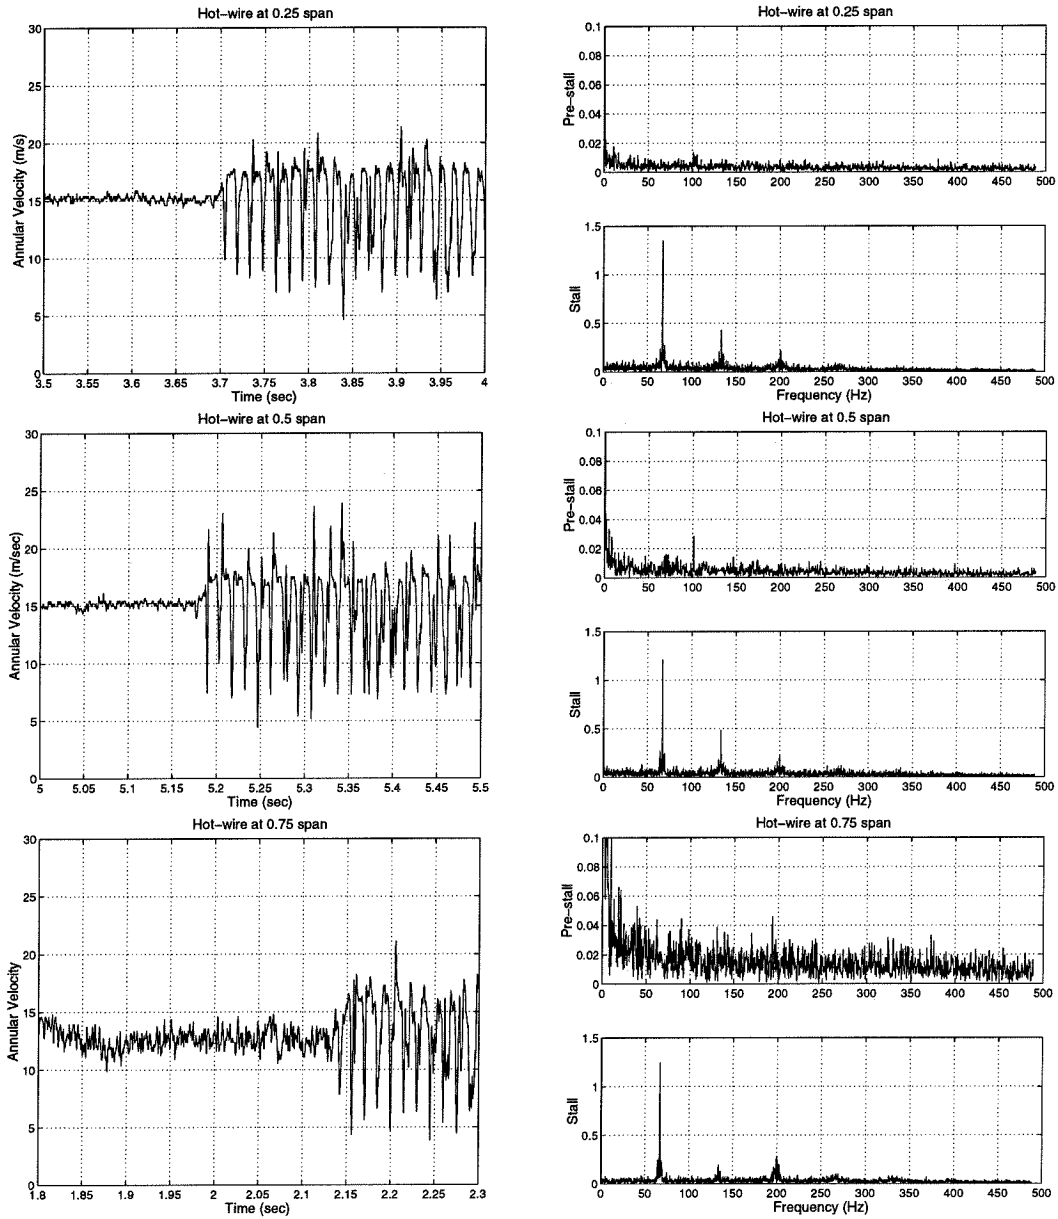 Hot-wire at 0.25 span
Annular Velocity (m/s)
30
25
20
15
10
5
0
3.5 3.55 3.6 3.65 3.7 3.75 3.8 3.85 3.9 3.95 4
Time (sec)
Hot-wire at 0.25 span
Pre-stall
0.1
0.08
0.06
0.04
0.02
0
0 50 100 150 200 250 300 350 400 450 500
Stall
1.5
1
0.5
0
0 50 100 150 200 250 300 350 400 450 500
Frequency (Hz)
Hot-wire at 0.5 span
Annular Velocity (m/sec)
30
25
20
15
10
5
0
5 5.05 5.1 5.15 5.2 5.25 5.3 5.35 5.4 5.45 5.5
Time (sec)
Hot-wire at 0.5 span
Pre-stall
0.1
0.08
0.06
0.04
0.02
0
0 50 100 150 200 250 300 350 400 450 500
Stall
1.5
1
0.5
0
0 50 100 150 200 250 300 350 400 450 500
Frequency (Hz)
Hot-wire at 0.75 span
Annular Velocity
30
25
20
15
10
5
0
1.8 1.85 1.9 1.95 2 2.05 2.1 2.15 2.2 2.25 2.3
Time (sec)
Hot-wire at 0.75 span
Pre-stall
0.1
0.08
0.06
0.04
0.02
0
0 50 100 150 200 250 300 350 400 450 500
Stall
1.5
1
0.5
0
0 50 100 150 200 250 300 350 400 450 500
Frequency (Hz)